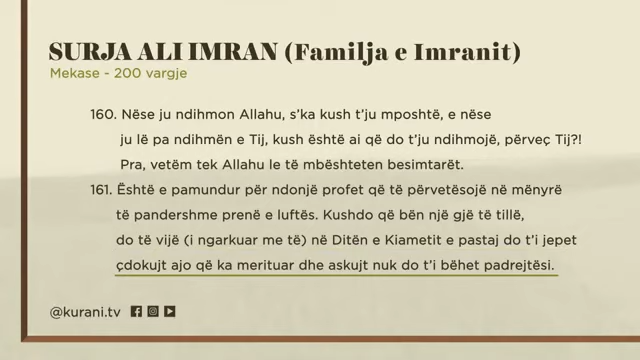 SURJA ALI IMRAN (Familja e Imranit)
Mekase - 200 vargje
160. Nëse ju ndihmon Allahu, s'ka kush t'ju mposhtë, e nëse
ju lë pa ndihmën e Tij, kush është ai që do t'ju ndihmojë, përveç Tij?!
Pra, vetëm tek Allahu le të mbështeten besimtarët.
161. Është e pamundur për ndonjë profet që të përvetësojë në mënyrë
të pandershme prenë e luftës. Kushdo që bën një gjë të tillë,
do të vijë (i ngarkuar me të) në Ditën e Kiametit e pastaj do t'i jepet
çdokujt ajo që ka merituar dhe askujt nuk do t'i bëhet padrejtësi.
@kurani.tv